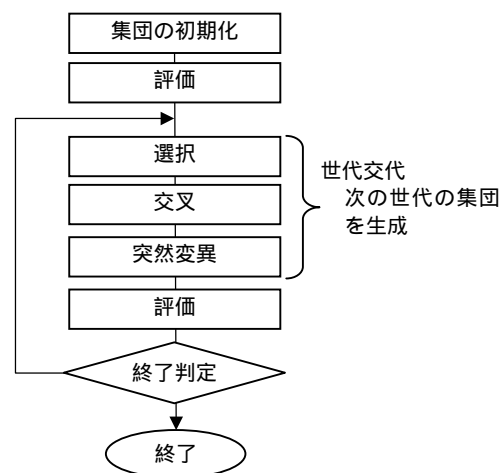 集団の初期化
評価
選択
交叉
突然変異
世代交代
次の世代の集団
を生成
評価
終了判定
終了